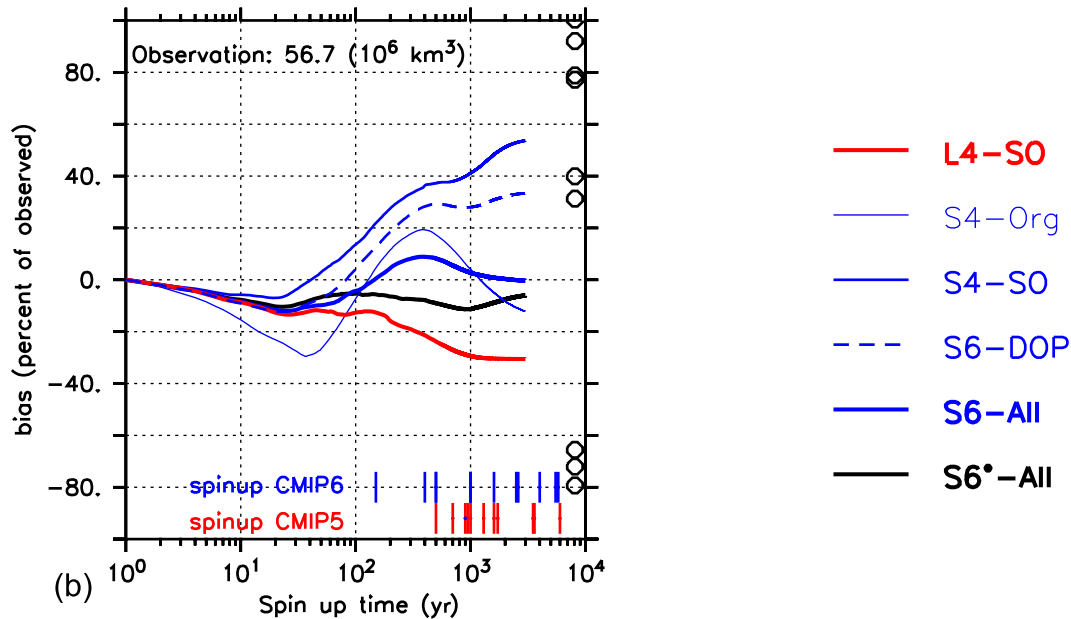 Observation: 56.7 (10⁶ km³)
80.
40.
0.
−40.
−80.
bias (percent of observed)
spinup CMIP6
spinup CMIP5
10⁰ 10¹ 10² 10³ 10⁴
Spin up time (yr)
(b)
L4−SO
S4−Org
S4−SO
S6−DOP
S6−All
S6•−All